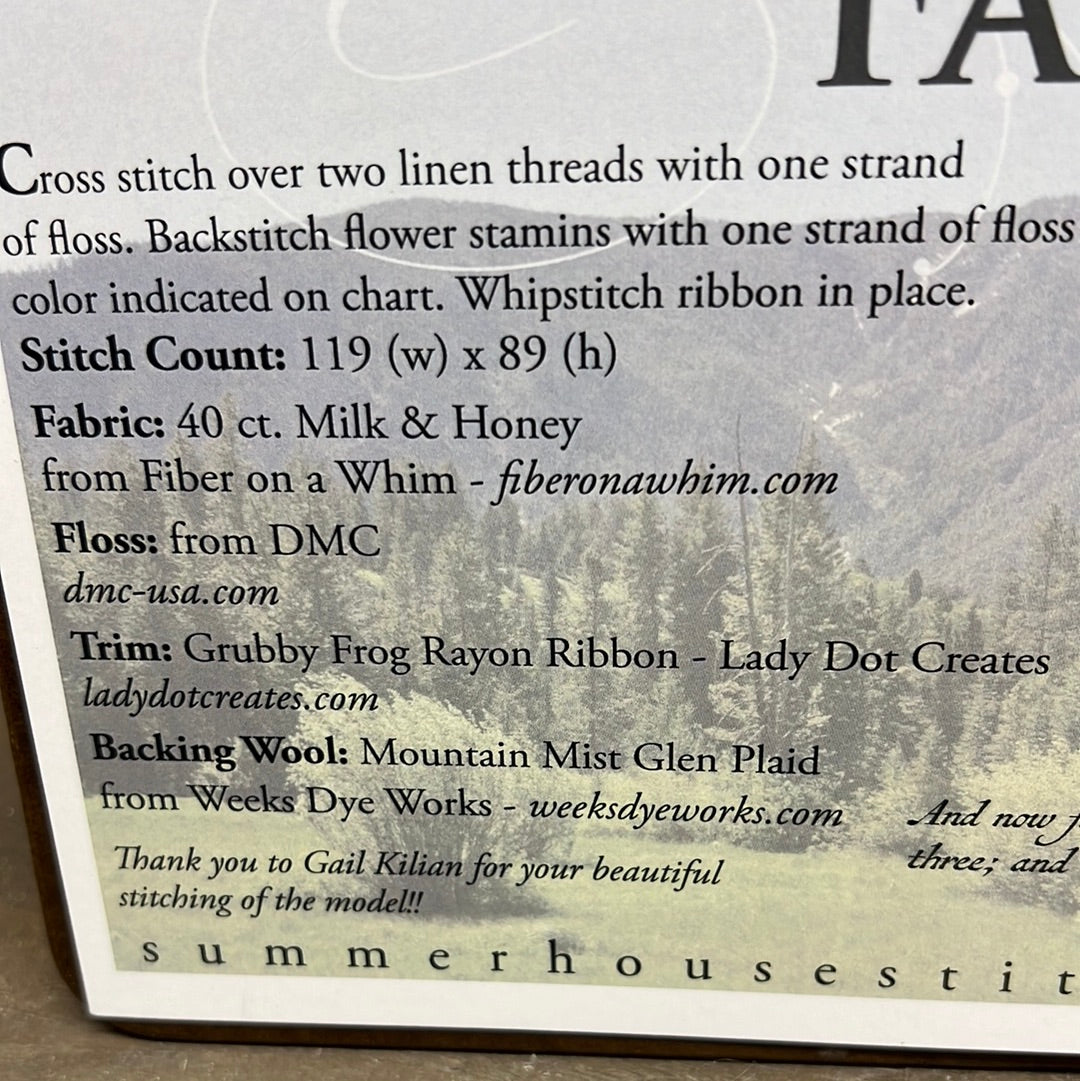 Cross stitch over two linen threads with one strand
of floss. Backstitch flower stamins with one strand of floss
color indicated on chart. Whipstitch ribbon in place.
Stitch Count: 119 (w) x 89 (h)
Fabric: 40 ct. Milk & Honey
from Fiber on a Whim - fiberonawhim.com
Floss: from DMC
dmc-usa.com
Trim: Grubby Frog Rayon Ribbon - Lady Dot Creates
ladydotcreates.com
Backing Wool: Mountain Mist Glen Plaid
from Weeks Dye Works - weeksdyeworks.com
And now
three; and
Thank you to Gail Kilian for your beautiful
stitching of the model!!
summerhousestit